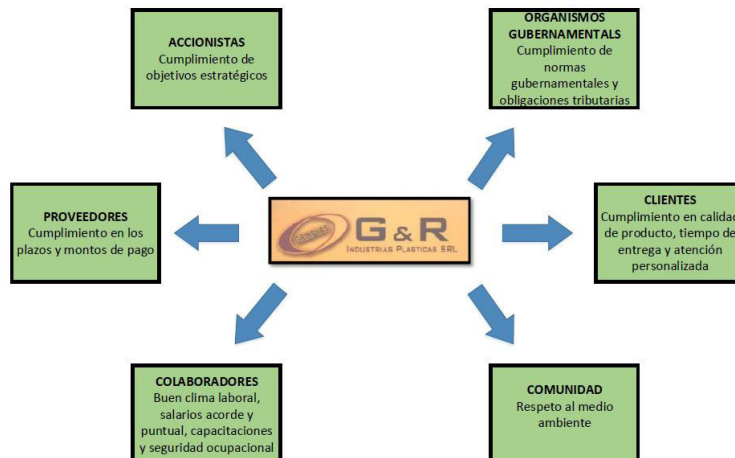 ACCIONISTAS
Cumplimiento de
objetivos estratégicos
ORGANISMOS
GUBERNAMENTALS
Cumplimiento de
normas
gubernamentales y
obligaciones tributarias
PROVEEDORES
Cumplimiento en los
plazos y montos de pago
G & R
INDUSTRIAS PLASTICAS SRL
CLIENTES
Cumplimiento en calidad
de producto, tiempo de
entrega y atención
personalizada
COLABORADORES
Buen clima laboral,
salarios acorde y
puntual, capacitaciones
y seguridad ocupacional
COMUNIDAD
Respeto al medio
ambiente